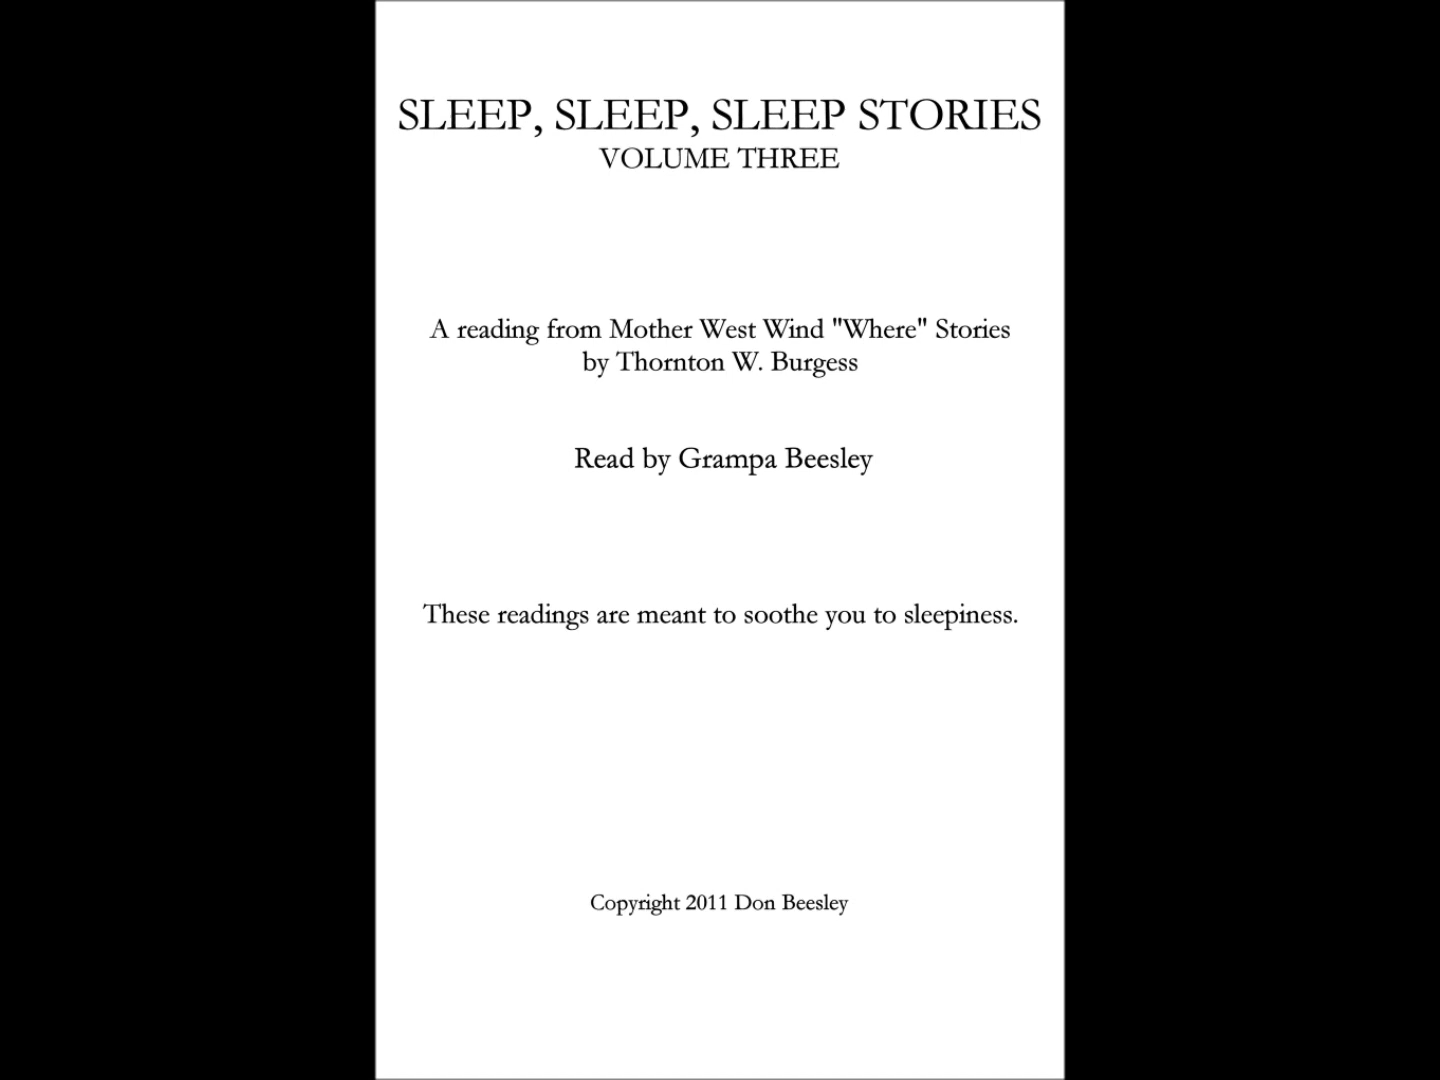 SLEEP, SLEEP, SLEEP STORIES
VOLUME THREE
A reading from Mother West Wind "Where" Stories
by Thornton W. Burgess
Read by Grampa Beesley
These readings are meant to soothe you to sleepiness.
Copyright 2011 Don Beesley